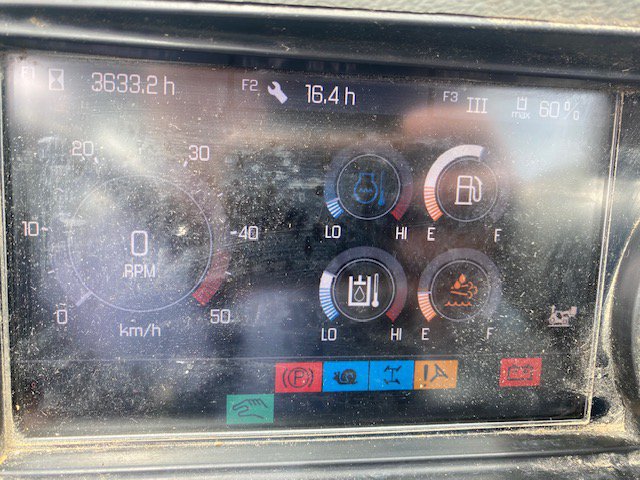 F1 3633,2 h
F2 16,4 h
F3 III max 60%
20 30
10 40
0 RPM
0 50
km/h
LO HI E F
LO HI E F
(P) !